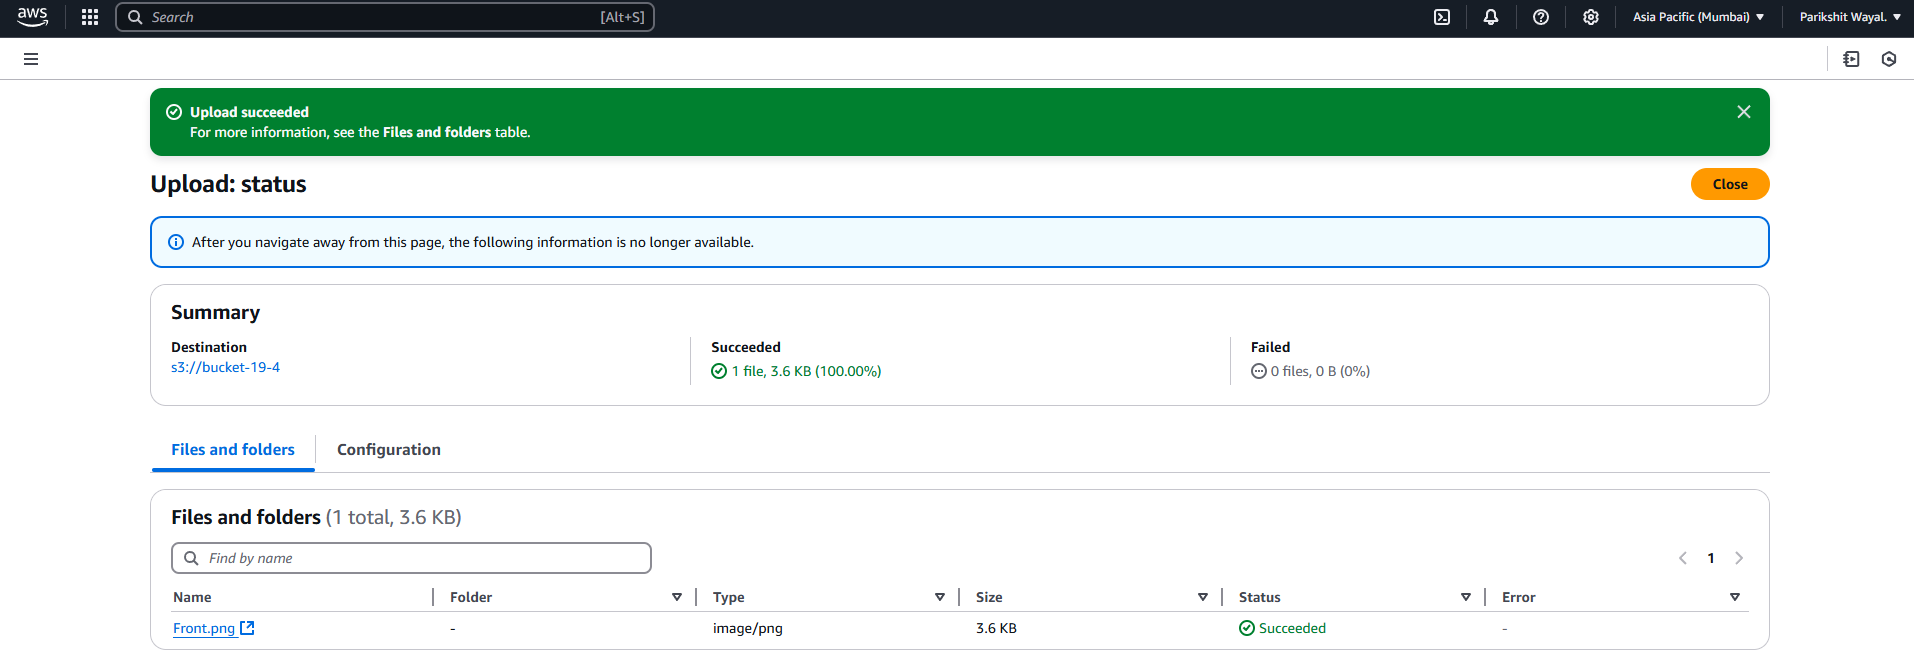 aws Search [Alt+S] Asia Pacific (Mumbai) Parikshit Wayal.
Upload succeeded
For more information, see the Files and folders table.
Upload: status Close
After you navigate away from this page, the following information is no longer available.
Summary
Destination Succeeded Failed
s3://bucket-19-4 1 file, 3.6 KB (100.00%) 0 files, 0 B (0%)
Files and folders Configuration
Files and folders (1 total, 3.6 KB)
Find by name 1
Name Folder Type Size Status Error
Front.png - image/png 3.6 KB Succeeded -